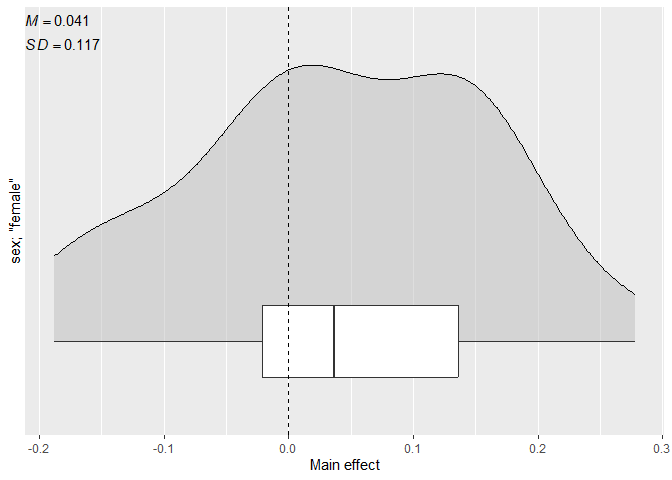 M = 0.041
SD = 0.117
sex; "female"
-0.2 -0.1 0.0 0.1 0.2 0.3
Main effect